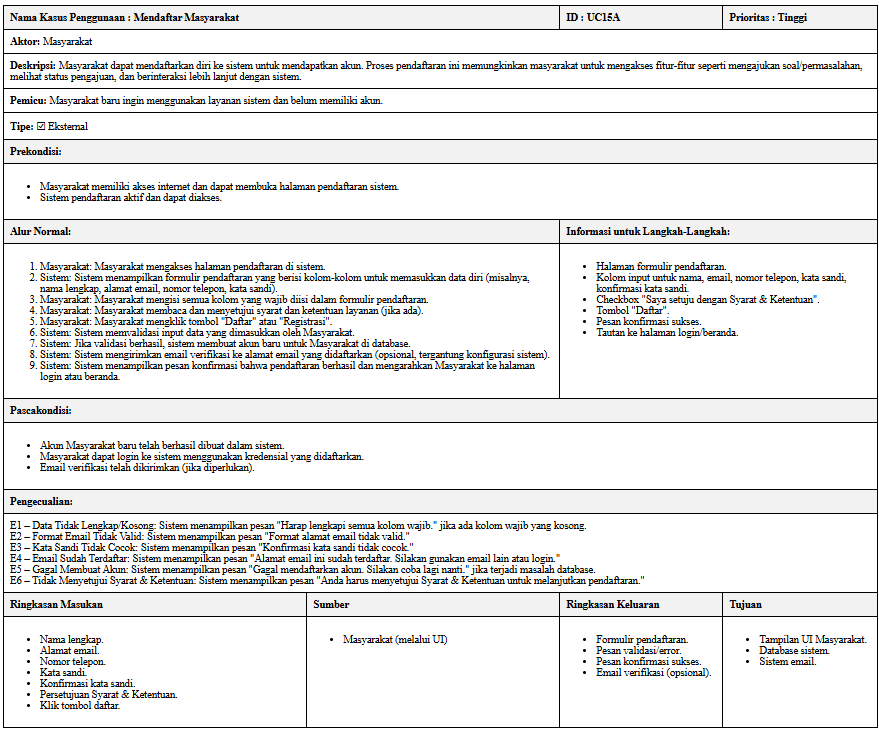 Nama Kasus Penggunaan : Mendaftar Masyarakat
ID : UC15A
Prioritas : Tinggi
Aktor: Masyarakat
Deskripsi: Masyarakat dapat mendaftarkan diri ke sistem untuk mendapatkan akun. Proses pendaftaran ini memungkinkan masyarakat untuk mengakses fitur-fitur seperti mengajukan soal/permasalahan,
melihat status pengajuan, dan berinteraksi lebih lanjut dengan sistem.
Pemicu: Masyarakat baru ingin menggunakan layanan sistem dan belum memiliki akun.
Tipe: ☑ Eksternal
Prekondisi:
• Masyarakat memiliki akses internet dan dapat membuka halaman pendaftaran sistem.
• Sistem pendaftaran aktif dan dapat diakses.
Alur Normal:
1. Masyarakat: Masyarakat mengakses halaman pendaftaran di sistem.
2. Sistem: Sistem menampilkan formulir pendaftaran yang berisi kolom-kolom untuk memasukkan data diri (misalnya,
nama lengkap, alamat email, nomor telepon, kata sandi).
3. Masyarakat: Masyarakat mengisi semua kolom yang wajib diisi dalam formulir pendaftaran.
4. Masyarakat: Masyarakat membaca dan menyetujui syarat dan ketentuan layanan (jika ada).
5. Masyarakat: Masyarakat mengklik tombol "Daftar" atau "Registrasi".
6. Sistem: Sistem memvalidasi input data yang dimasukkan oleh Masyarakat.
7. Sistem: Jika validasi berhasil, sistem membuat akun baru untuk Masyarakat di database.
8. Sistem: Sistem mengirimkan email verifikasi ke alamat email yang didaftarkan (opsional, tergantung konfigurasi sistem).
9. Sistem: Sistem menampilkan pesan konfirmasi bahwa pendaftaran berhasil dan mengarahkan Masyarakat ke halaman
login atau beranda.
Informasi untuk Langkah-Langkah:
• Halaman formulir pendaftaran.
• Kolom input untuk nama, email, nomor telepon, kata sandi,
konfirmasi kata sandi.
• Checkbox "Saya setuju dengan Syarat & Ketentuan".
• Tombol "Daftar".
• Pesan konfirmasi sukses.
• Tautan ke halaman login/beranda.
Pascakondisi:
• Akun Masyarakat baru telah berhasil dibuat dalam sistem.
• Masyarakat dapat login ke sistem menggunakan kredensial yang didaftarkan.
• Email verifikasi telah dikirimkan (jika diperlukan).
Pengecualian:
E1 – Data Tidak Lengkap/Kosong: Sistem menampilkan pesan "Harap lengkapi semua kolom wajib." jika ada kolom wajib yang kosong.
E2 – Format Email Tidak Valid: Sistem menampilkan pesan "Format alamat email tidak valid."
E3 – Kata Sandi Tidak Cocok: Sistem menampilkan pesan "Konfirmasi kata sandi tidak cocok."
E4 – Email Sudah Terdaftar: Sistem menampilkan pesan "Alamat email ini sudah terdaftar. Silakan gunakan email lain atau login."
E5 – Gagal Membuat Akun: Sistem menampilkan pesan "Gagal mendaftarkan akun. Silakan coba lagi nanti." jika terjadi masalah database.
E6 – Tidak Menyetujui Syarat & Ketentuan: Sistem menampilkan pesan "Anda harus menyetujui Syarat & Ketentuan untuk melanjutkan pendaftaran."
Ringkasan Masukan
• Nama lengkap.
• Alamat email.
• Nomor telepon.
• Kata sandi.
• Konfirmasi kata sandi.
• Persetujuan Syarat & Ketentuan.
• Klik tombol daftar.
Sumber
• Masyarakat (melalui UI)
Ringkasan Keluaran
• Formulir pendaftaran.
• Pesan validasi/error.
• Pesan konfirmasi sukses.
• Email verifikasi (opsional).
Tujuan
• Tampilan UI Masyarakat.
• Database sistem.
• Sistem email.